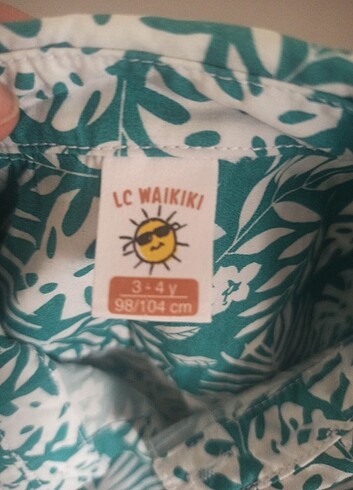 LC WAIKIKI
3 - 4 y
98/104 cm